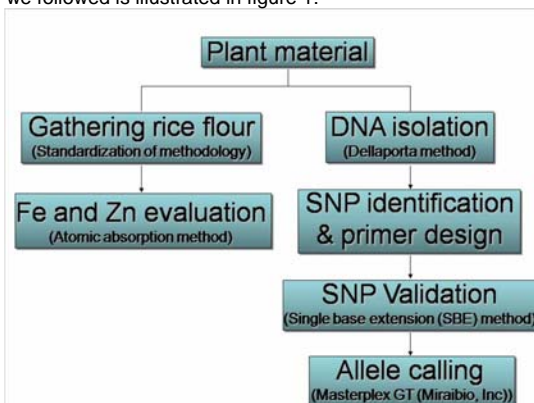 we followed is illustrated in figure 1.
Plant material
Gathering rice flour
(Standardization of methodology)
Fe and Zn evaluation
(Atomic absorption method)
DNA isolation
(Dellaporta method)
SNP identification
& primer design
SNP Validation
(Single base extension (SBE) method)
Allele calling
(Masterplex GT (Miraibio, Inc))